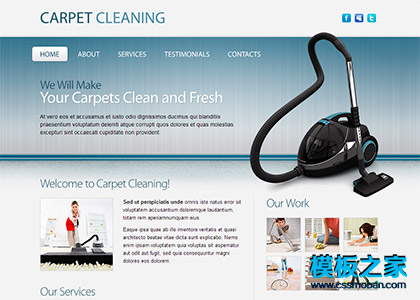 CARPET CLEANING
HOME ABOUT SERVICES TESTIMONIALS CONTACTS
We Will Make
Your Carpets Clean and Fresh
At vero eos et accusamus et iusto odio dignissimos ducimus qui blanditiis
praesentium voluptatum deleniti atque corrupti quos dolores et quas molestias
excepturi sint occaecati cupiditate non provident.
Welcome to Carpet Cleaning!
Sed ut perspiciatis unde omnis iste natus error sit
voluptatem accusantium doloremque laudantium,
totam rem aperiamnumquam eius.
Eaque ipsa quae ab illo inventore veritatis et quasi
architecto beatae vitae dicta sunt explicabo. Nemo
enim ipsam voluptatem quia voluptas sit aspernatur
aut odit aut fugit, sed quia consequuntur magni
dolores eos dolorem.
Our Work
Our Services
模板之家
www.cssmoban.com